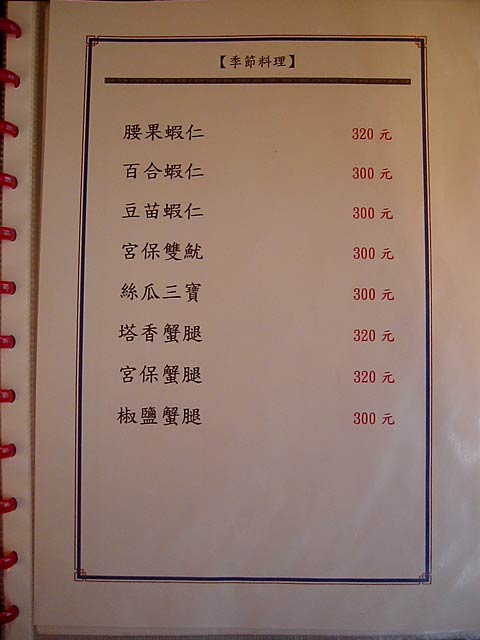 【季節料理】
腰果蝦仁 320 元
百合蝦仁 300 元
豆苗蝦仁 300 元
宮保雙魷 300 元
絲瓜三寶 300 元
塔香蟹腿 320 元
宮保蟹腿 320 元
椒鹽蟹腿 300 元